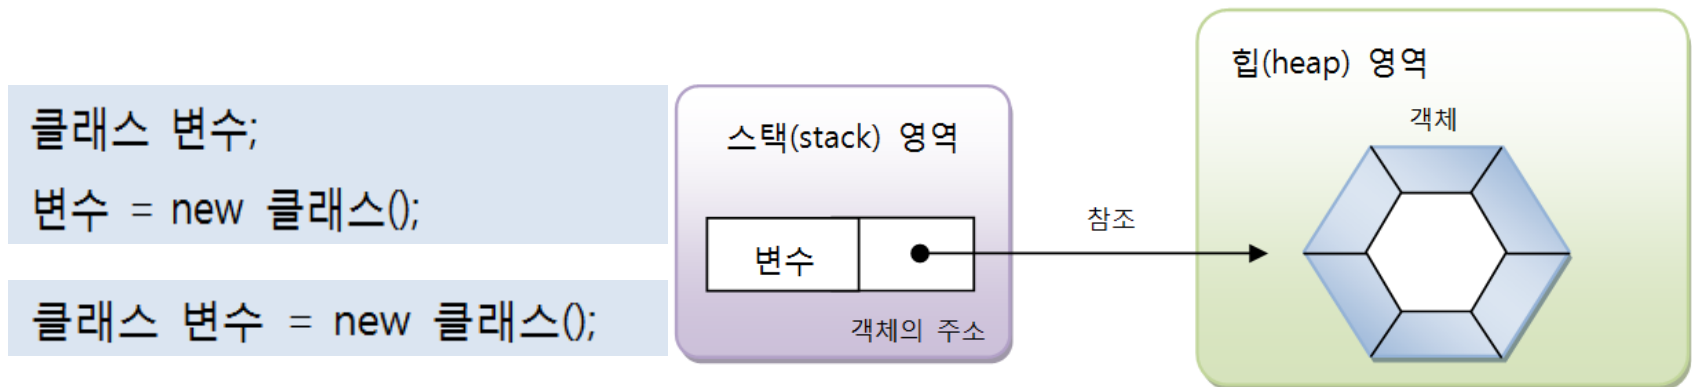 클래스 변수;
변수 = new 클래스();
클래스 변수 = new 클래스();
스택(stack) 영역
변수
객체의 주소
참조
힙(heap) 영역
객체